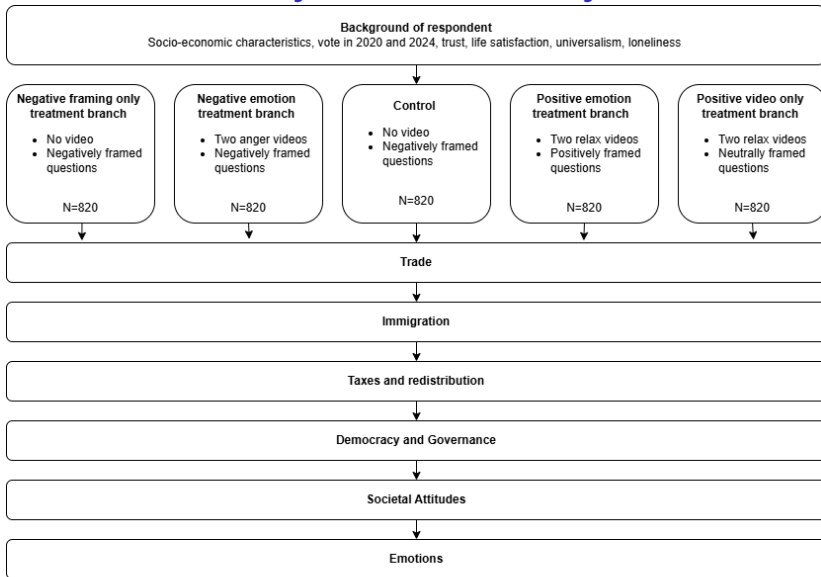 Background of respondent
Socio-economic characteristics, vote in 2020 and 2024, trust, life satisfaction, universalism, loneliness
Negative framing only
treatment branch
• No video
• Negatively framed
questions
N=820
Negative emotion
treatment branch
• Two anger videos
• Negatively framed
questions
N=820
Control
• No video
• Negatively framed
questions
N=820
Positive emotion
treatment branch
• Two relax videos
• Positively framed
questions
N=820
Positive video only
treatment branch
• Two relax videos
• Neutrally framed
questions
N=820
Trade
Immigration
Taxes and redistribution
Democracy and Governance
Societal Attitudes
Emotions